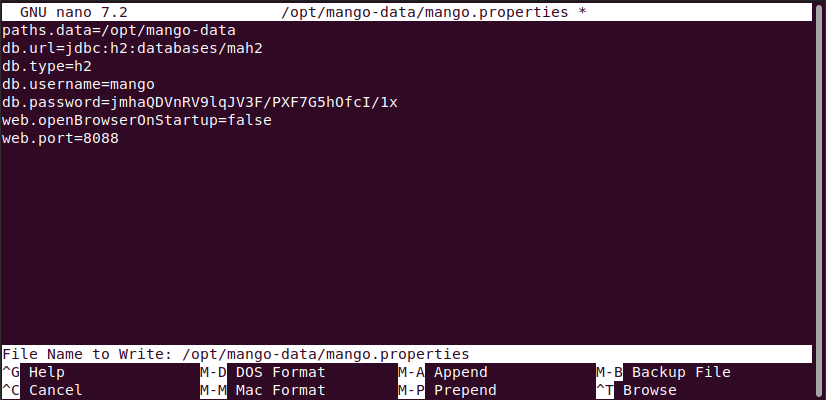 GNU nano 7.2 /opt/mango-data/mango.properties *
paths.data=/opt/mango-data
db.url=jdbc:h2:databases/mah2
db.type=h2
db.username=mango
db.password=jmhaQDVnRV9lqJV3F/PXF7G5hOfcI/1x
web.openBrowserOnStartup=false
web.port=8088
File Name to Write: /opt/mango-data/mango.properties
^G Help M-D DOS Format M-A Append M-B Backup File
^C Cancel M-M Mac Format M-P Prepend ^T Browse